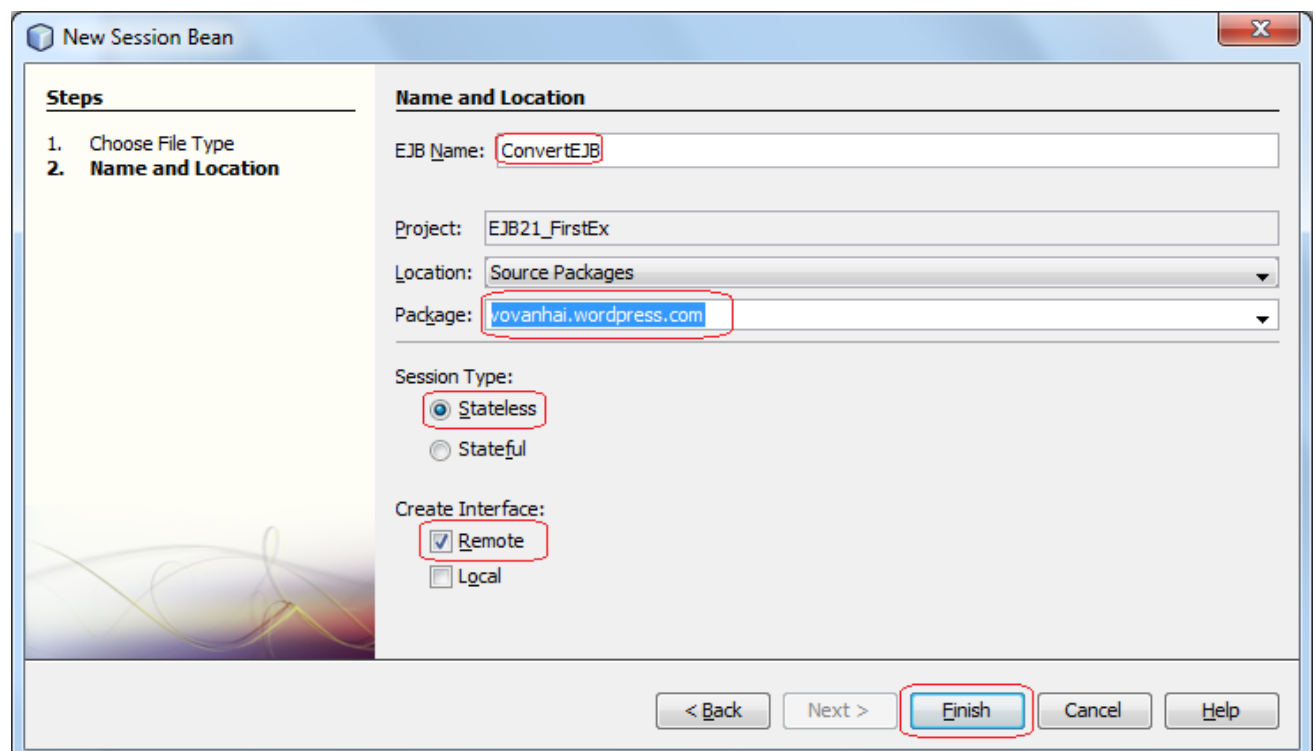 New Session Bean
Steps
1. Choose File Type
2. Name and Location
Name and Location
EJB Name: ConvertEJB
Project: EJB21_FirstEx
Location: Source Packages
Package: vovanhai.wordpress.com
Session Type:
Stateless
Stateful
Create Interface:
Remote
Local
< Back Next > Finish Cancel Help